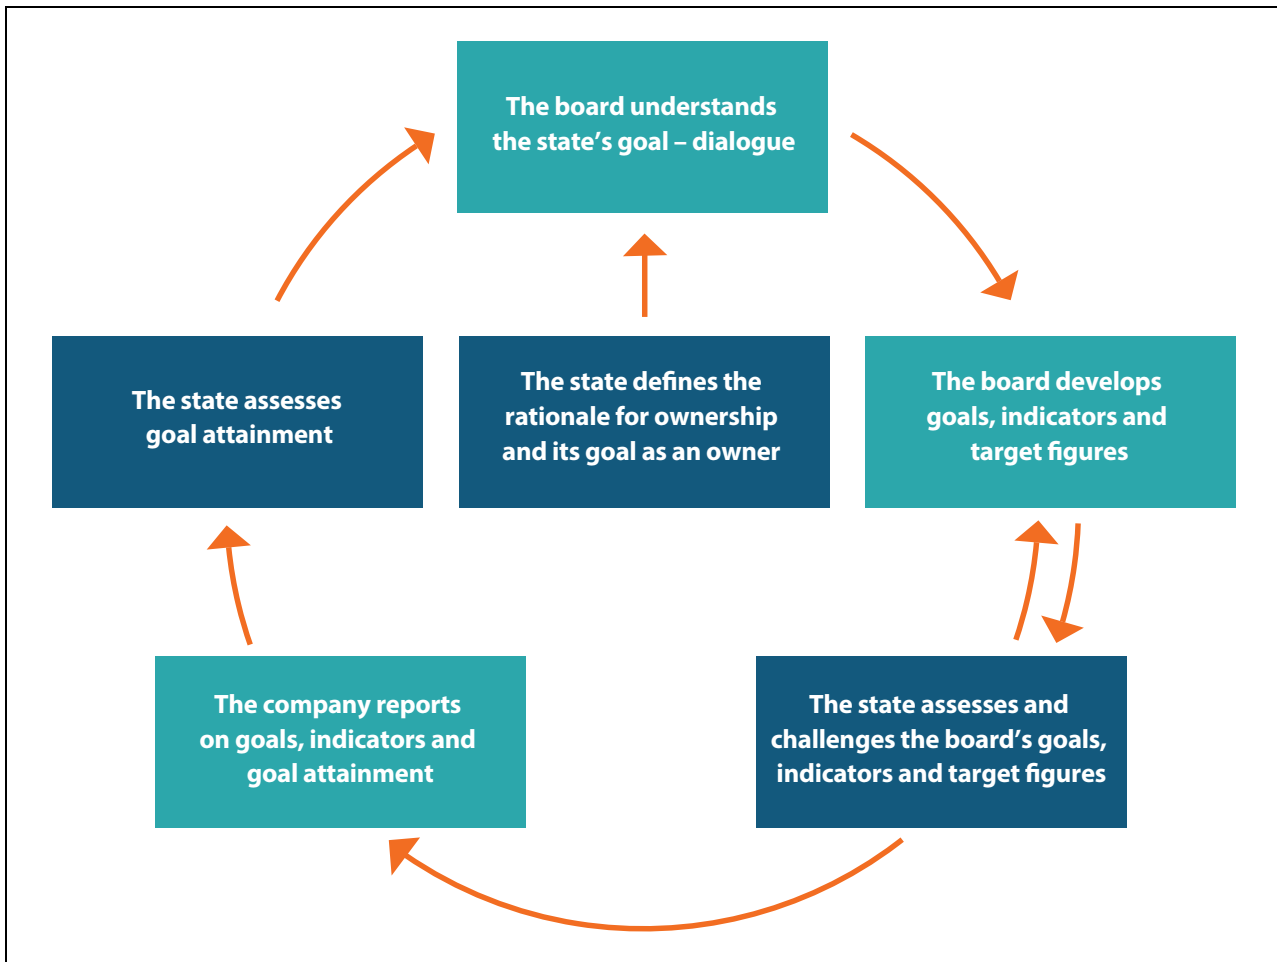 The board understands
the state’s goal – dialogue
The state assesses
goal attainment
The state defines the
rationale for ownership
and its goal as an owner
The board develops
goals, indicators and
target figures
The company reports
on goals, indicators and
goal attainment
The state assesses and
challenges the board’s goals,
indicators and target figures